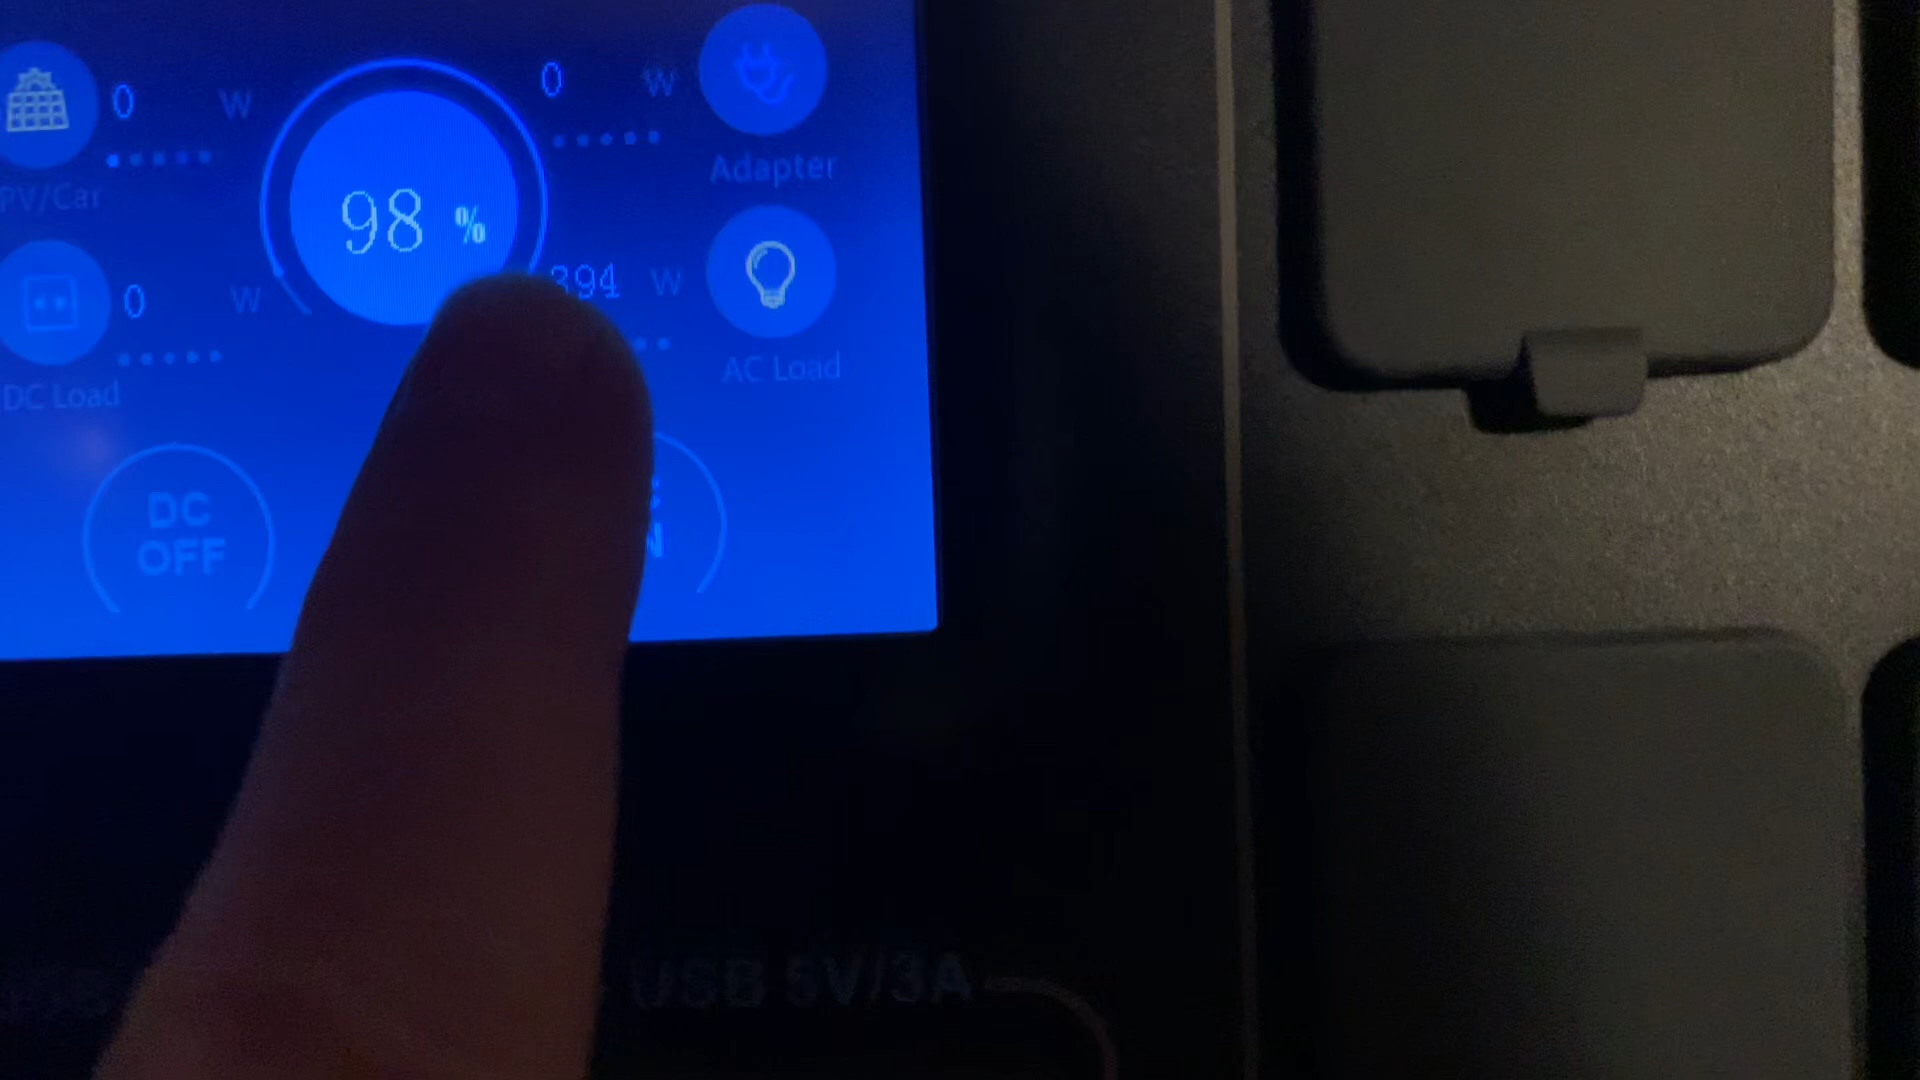 0 W
0 W
PV/Car
Adapter
98 %
0 W
394 W
DC Load
AC Load
DC
OFF
N
USB 5V/3A